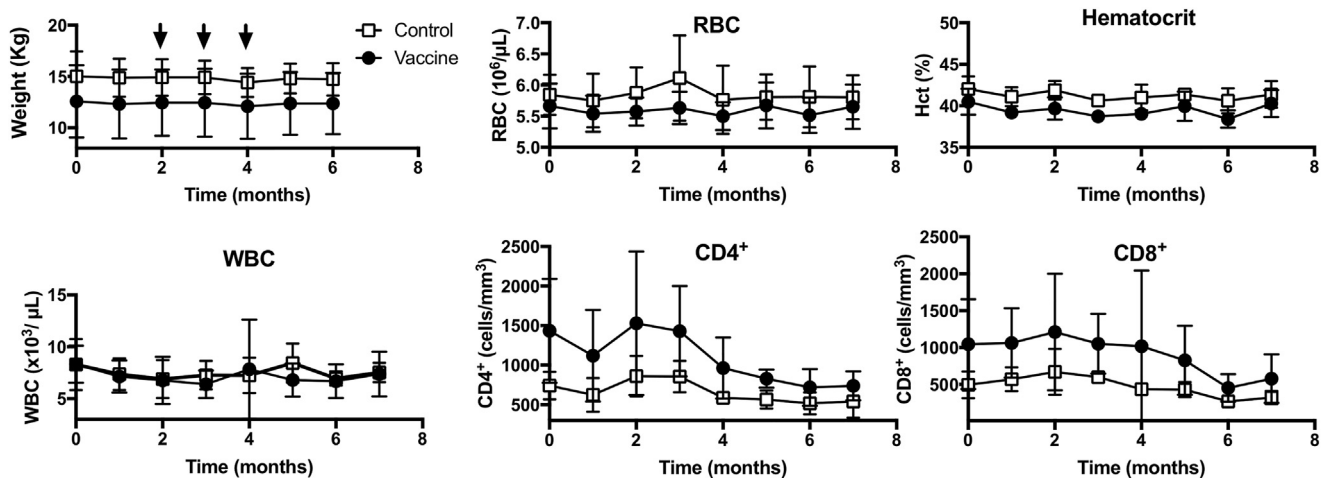 Weight (Kg)
20
15
10
0
2
4
6
8
Time (months)
Control
Vaccine
RBC
RBC (10⁶/µL)
7.0
6.5
6.0
5.5
5.0
0
2
4
6
8
Time (months)
Hematocrit
Hct (%)
50
45
40
35
0
2
4
6
8
Time (months)
WBC
WBC (x10³/ µL)
15
10
5
0
2
4
6
8
Time (months)
CD4⁺
CD4⁺ (cells/mm³)
2500
2000
1500
1000
500
0
2
4
6
8
Time (months)
CD8⁺
CD8⁺ (cells/mm³)
2500
2000
1500
1000
500
0
2
4
6
8
Time (months)